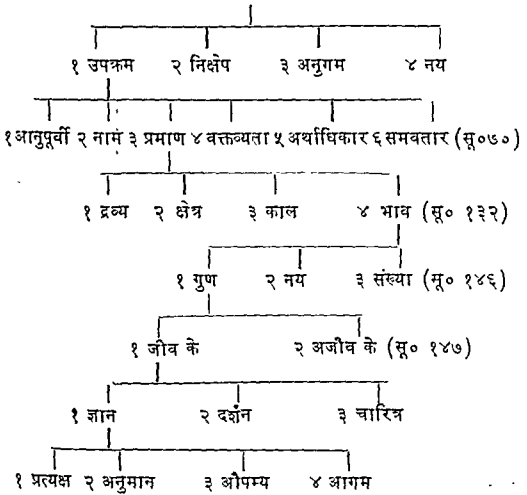 १ उपक्रम २ निक्षेप ३ अनुगम ४ नय
१आनुपूर्वी २ नाम ३ प्रमाण ४ वक्तव्यता ५ अर्थाधिकार ६ समवतार (सू०७०)
१ द्रव्य २ क्षेत्र ३ काल ४ भाव (सू० १३२)
१ गुण २ नय ३ संख्या (मू० १४६)
१ जीव के २ अजीव के (सू० १४७)
१ ज्ञान २ दर्शन ३ चारित्र
१ प्रत्यक्ष २ अनुमान ३ औपम्य ४ आगम